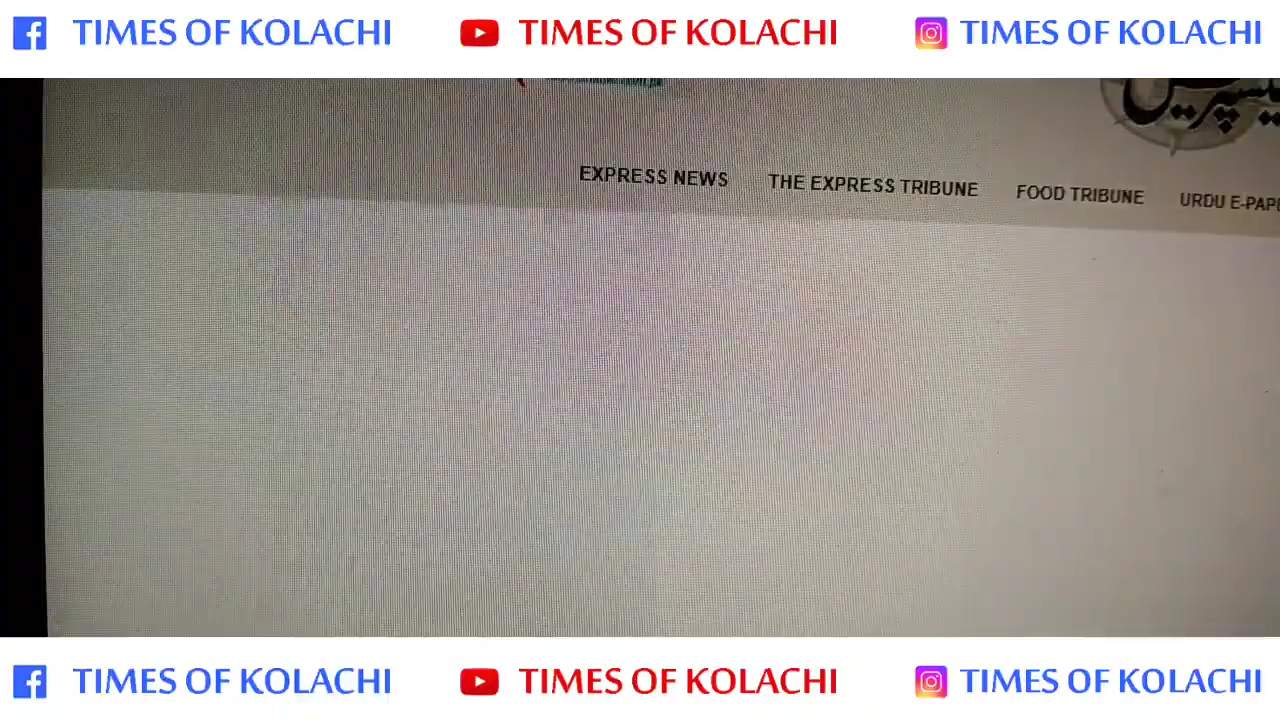 TIMES OF KOLACHI TIMES OF KOLACHI TIMES OF KOLACHI
EXPRESS NEWS THE EXPRESS TRIBUNE FOOD TRIBUNE URDU E-PAPE
TIMES OF KOLACHI TIMES OF KOLACHI TIMES OF KOLACHI